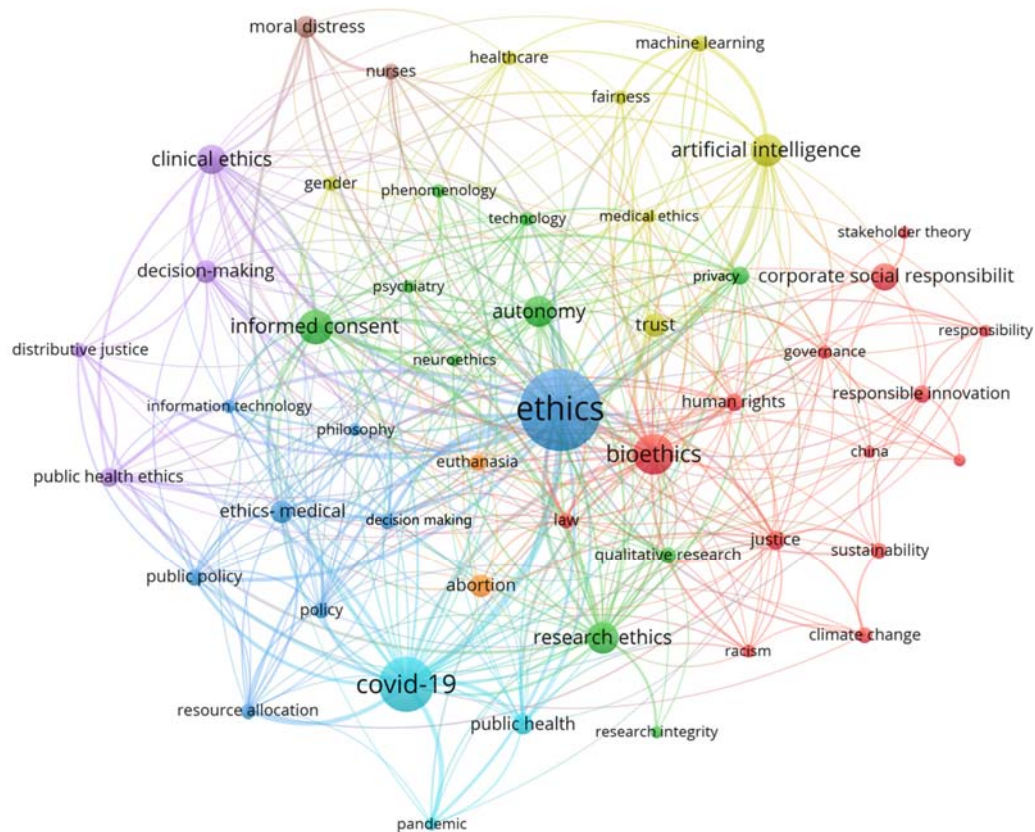 moral distress
machine learning
healthcare
nurses
fairness
clinical ethics
artificial intelligence
gender
phenomenology
technology
medical ethics
stakeholder theory
decision-making
privacy
corporate social responsibilit
psychiatry
autonomy
informed consent
trust
responsibility
distributive justice
neuroethics
governance
responsible innovation
information technology
ethics
human rights
philosophy
bioethics
china
euthanasia
public health ethics
ethics- medical
decision making
law
justice
qualitative research
sustainability
public policy
abortion
policy
research ethics
climate change
racism
covid-19
resource allocation
public health
research integrity
pandemic